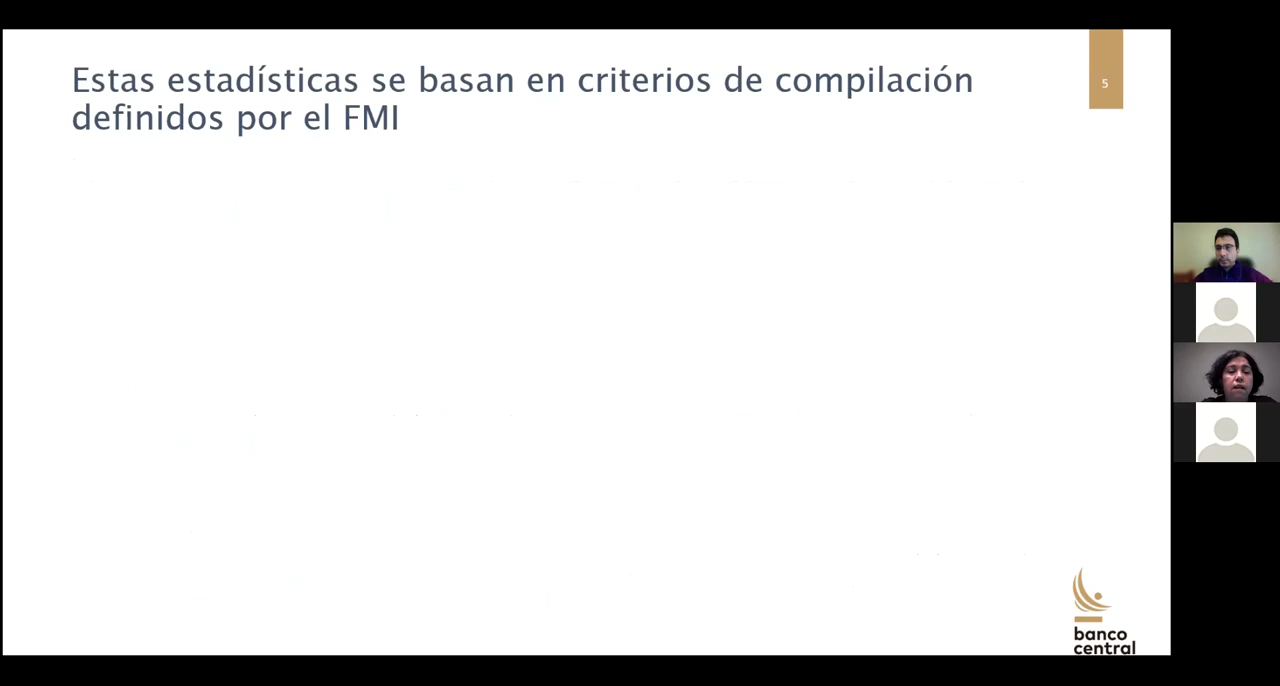 Estas estadísticas se basan en criterios de compilación
definidos por el FMI
5
banco
central